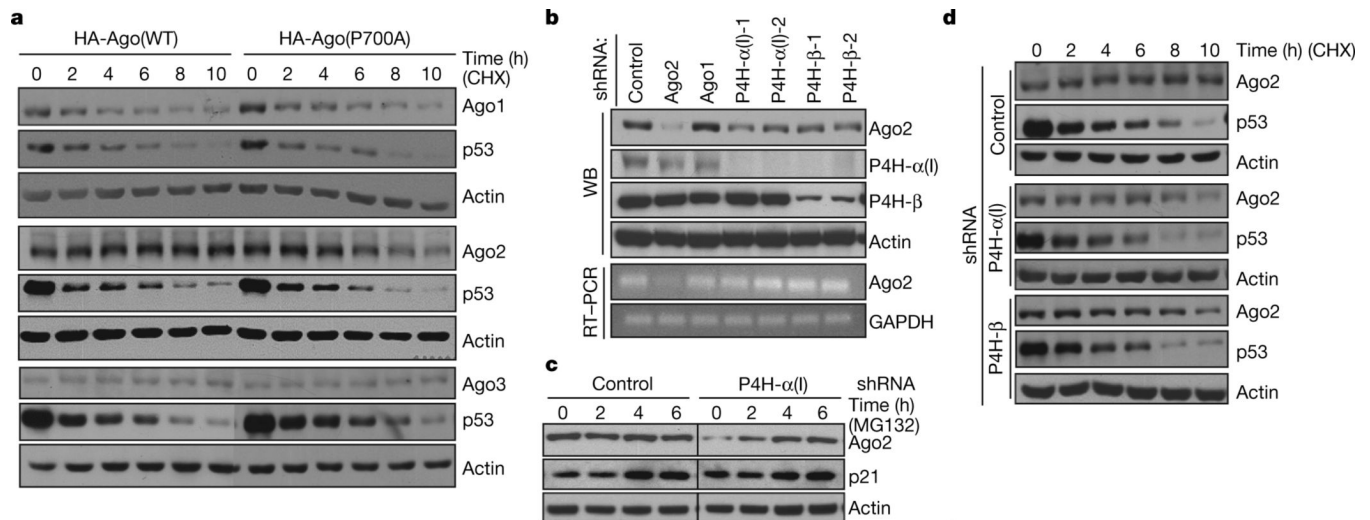 a
HA-Ago(WT) HA-Ago(P700A)
Time (h)
0 2 4 6 8 10 0 2 4 6 8 10 (CHX)
Ago1
p53
Actin
Ago2
p53
Actin
Ago3
p53
Actin
b
shRNA:
Control
Ago2
Ago1
P4H-α(I)-1
P4H-α(I)-2
P4H-β-1
P4H-β-2
WB
Ago2
P4H-α(I)
P4H-β
Actin
RT–PCR
Ago2
GAPDH
c
Control P4H-α(I) shRNA
0 2 4 6 0 2 4 6 Time (h)
(MG132)
Ago2
p21
Actin
d
0 2 4 6 8 10 Time (h) (CHX)
shRNA
Control
Ago2
p53
Actin
P4H-α(I)
Ago2
p53
Actin
P4H-β
Ago2
p53
Actin